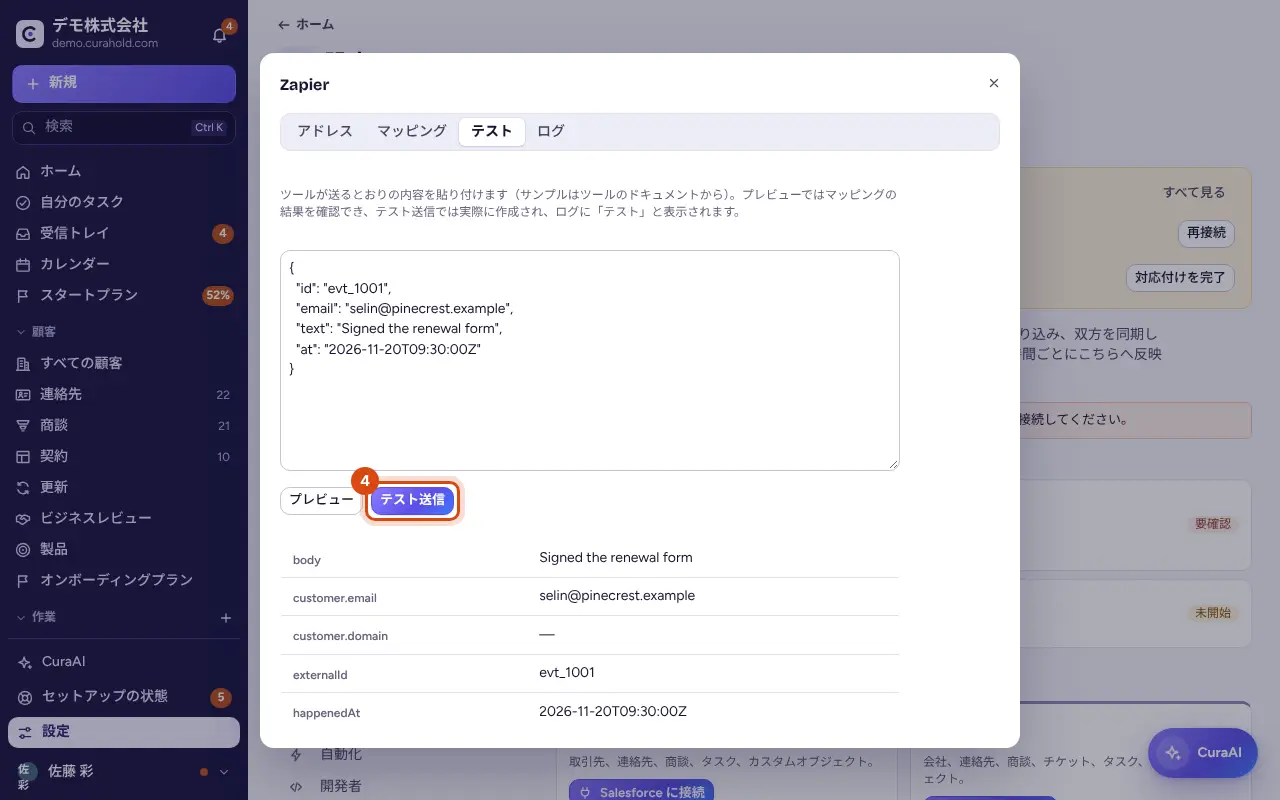 デモ株式会社
demo.curahold.com
4
新規
検索
Ctrl K
ホーム
自分のタスク
受信トレイ
4
カレンダー
スタートプラン
52%
顧客
すべての顧客
連絡先
22
商談
21
契約
10
更新
ビジネスレビュー
製品
オンボーディングプラン
作業
CuraAI
セットアップの状態
5
設定
佐彩
佐藤 彩
ホーム
Zapier
アドレス
マッピング
テスト
ログ
ツールが送るとおりの内容を貼り付けます（サンプルはツールのドキュメントから）。プレビューではマッピングの
結果を確認でき、テスト送信では実際に作成され、ログに「テスト」と表示されます。
{
"id": "evt_1001",
"email": "selin@pinecrest.example",
"text": "Signed the renewal form",
"at": "2026-11-20T09:30:00Z"
}
プレビュー
4
テスト送信
body
Signed the renewal form
customer.email
selin@pinecrest.example
customer.domain
—
externalId
evt_1001
happenedAt
2026-11-20T09:30:00Z
すべて見る
再接続
対応付けを完了
り込み、双方を同期し
間ごとにこちらへ反映
接続してください。
要確認
未開始
自動化
開発者
取引先、連絡先、商談、タスク、カスタムオブジェクト。
Salesforce に接続
会社、連絡先、商談、チケット、タスク、
ェクト。
CuraAI